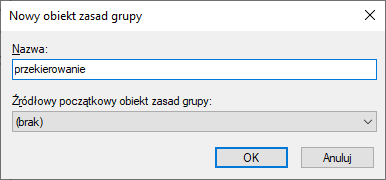 Nowy obiekt zasad grupy
Nazwa:
przekierowanie
Źródłowy początkowy obiekt zasad grupy:
(brak)
OK
Anuluj